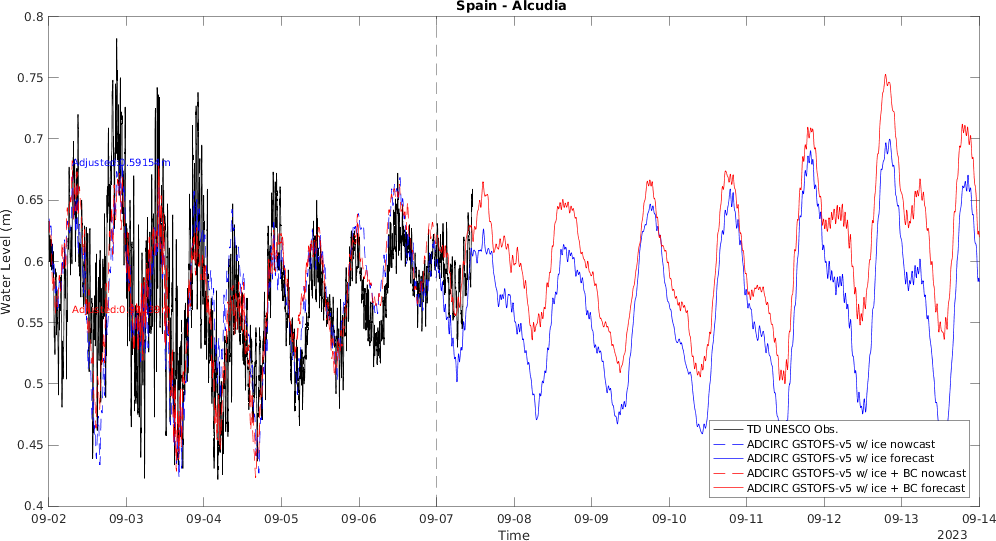 Spain - Alcudia
0.8
0.75
0.7
0.65
0.6
0.55
0.5
0.45
0.4
Water Level (m)
09-02 09-03 09-04 09-05 09-06 09-07 09-08 09-09 09-10 09-11 09-12 09-13 09-14
Time
2023
TD UNESCO Obs.
ADCIRC GSTOFS-v5 w/ ice nowcast
ADCIRC GSTOFS-v5 w/ ice forecast
ADCIRC GSTOFS-v5 w/ ice + BC nowcast
ADCIRC GSTOFS-v5 w/ ice + BC forecast